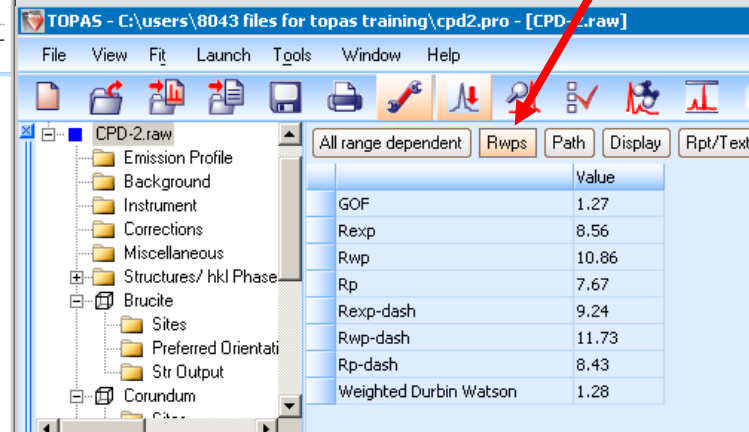 TOPAS - C:\users\8043 files for topas training\cpd2.pro - [CPD-2.raw]
File View Fit Launch Tools Window Help
CPD-2.raw
Emission Profile
Background
Instrument
Corrections
Miscellaneous
Structures/ hkl Phase
Brucite
Sites
Preferred Orientati
Str Output
Corundum
Sites
All range dependent Rwps Path Display Rpt/Text
Value
GOF 1.27
Rexp 8.56
Rwp 10.86
Rp 7.67
Rexp-dash 9.24
Rwp-dash 11.73
Rp-dash 8.43
Weighted Durbin Watson 1.28